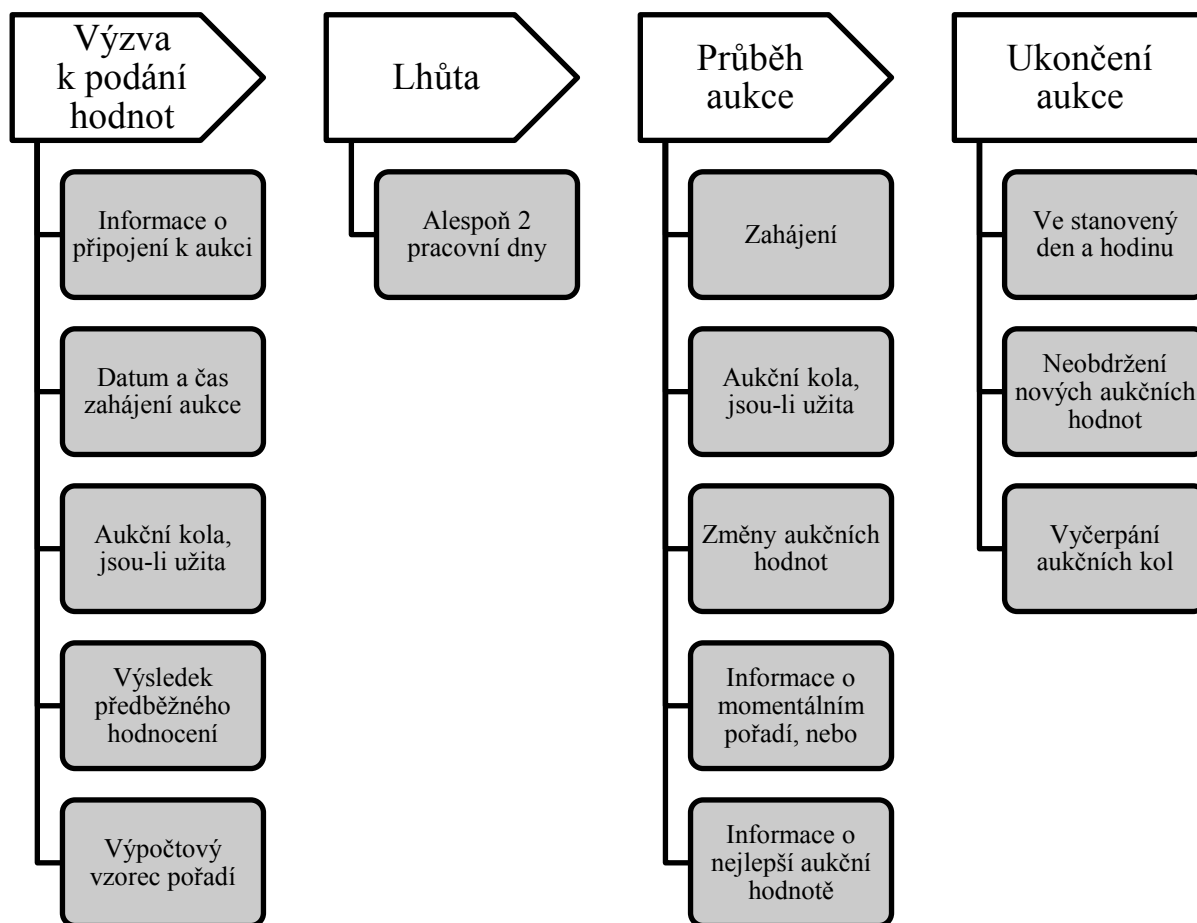 Výzva
k podání
hodnot
Informace o
připojení k aukci
Datum a čas
zahájení aukce
Aukční kola,
jsou-li užita
Výsledek
předběžného
hodnocení
Výpočtový
vzorec pořadí
Lhůta
Alespoň 2
pracovní dny
Průběh
aukce
Zahájení
Aukční kola,
jsou-li užita
Změny aukčních
hodnot
Informace o
momentálním
pořadí, nebo
Informace o
nejlepší aukční
hodnotě
Ukončení
aukce
Ve stanovený
den a hodinu
Neobdržení
nových aukčních
hodnot
Vyčerpání
aukčních kol